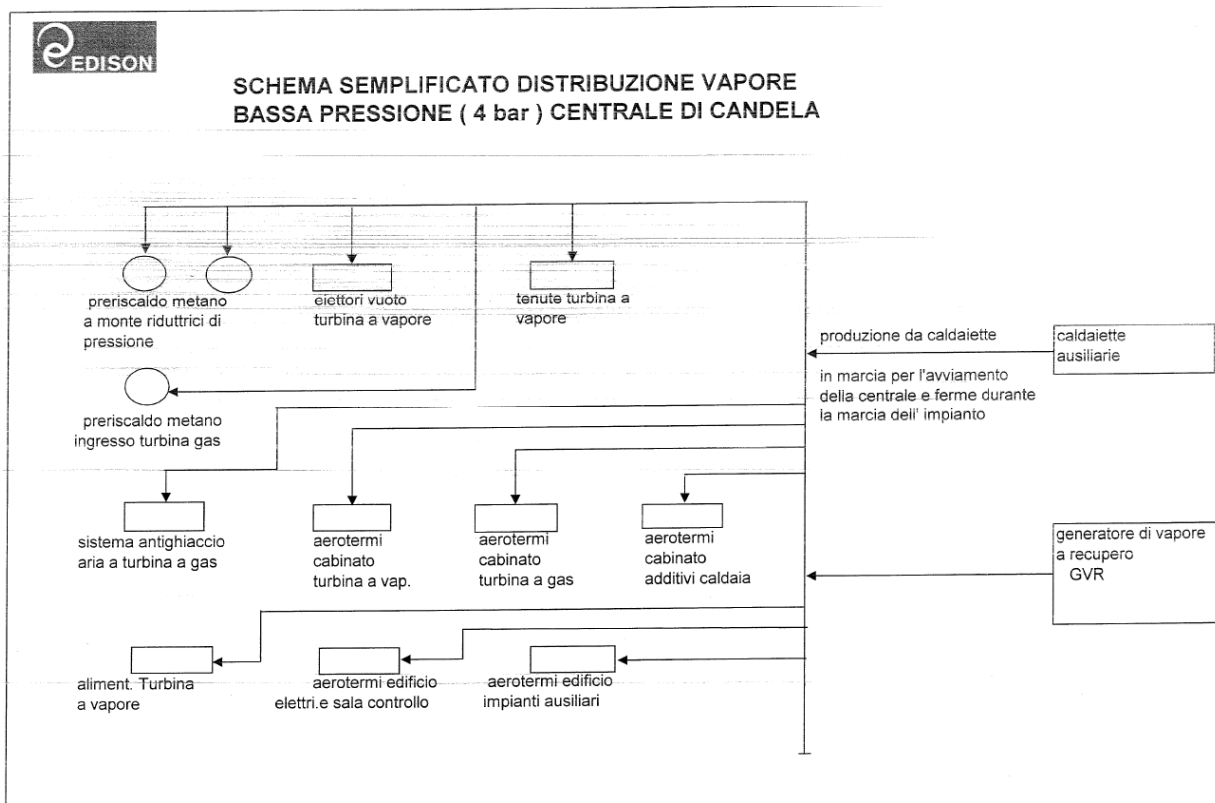 EDISON
SCHEMA SEMPLIFICATO DISTRIBUZIONE VAPORE
BASSA PRESSIONE ( 4 bar ) CENTRALE DI CANDELA
preriscaldo metano
a monte riduttrici di
pressione
eiettori vuoto
turbina a vapore
tenute turbina a
vapore
produzione da caldaiette
caldaiette
ausiliarie
in marcia per l'avviamento
della centrale e ferme durante
la marcia dell' impianto
preriscaldo metano
ingresso turbina gas
sistema antighiaccio
aria a turbina a gas
aerotermi
cabinato
turbina a vap.
aerotermi
cabinato
turbina a gas
aerotermi
cabinato
additivi caldaia
generatore di vapore
a recupero
GVR
aliment. Turbina
a vapore
aerotermi edificio
elettri.e sala controllo
aerotermi edificio
impianti ausiliari